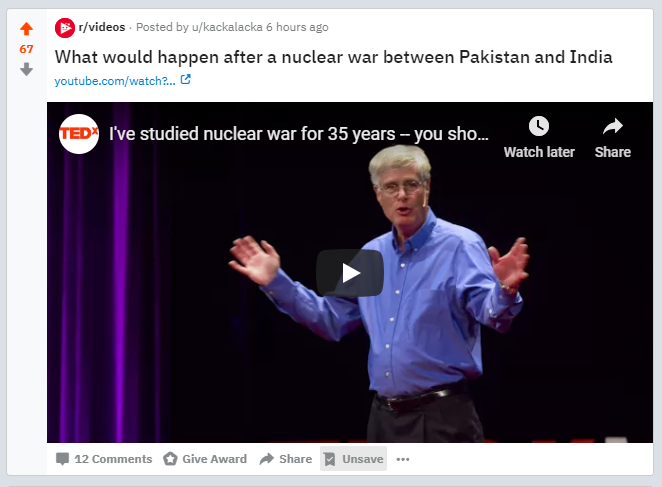 r/videos · Posted by u/kackalacka 6 hours ago
67
What would happen after a nuclear war between Pakistan and India
youtube.com/watch?...
TEDx I've studied nuclear war for 35 years -- you sho...
Watch later Share
12 Comments Give Award Share Unsave ...